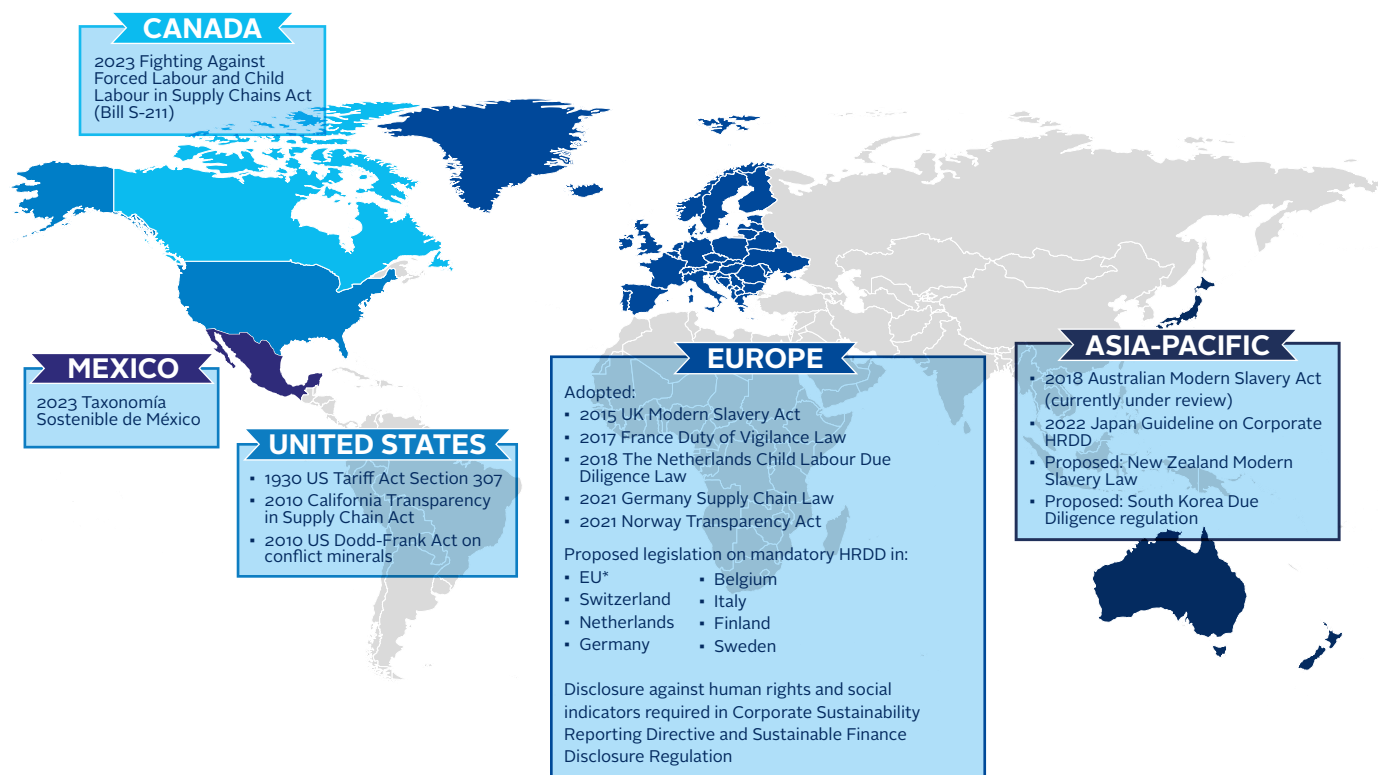 CANADA
2023 Fighting Against
Forced Labour and Child
Labour in Supply Chains Act
(Bill S-211)
MEXICO
2023 Taxonomía
Sostenible de México
UNITED STATES
▪ 1930 US Tariff Act Section 307
▪ 2010 California Transparency
in Supply Chain Act
▪ 2010 US Dodd-Frank Act on
conflict minerals
EUROPE
Adopted:
▪ 2015 UK Modern Slavery Act
▪ 2017 France Duty of Vigilance Law
▪ 2018 The Netherlands Child Labour Due
Diligence Law
▪ 2021 Germany Supply Chain Law
▪ 2021 Norway Transparency Act
Proposed legislation on mandatory HRDD in:
▪ EU*
▪ Switzerland
▪ Netherlands
▪ Germany
▪ Belgium
▪ Italy
▪ Finland
▪ Sweden
Disclosure against human rights and social
indicators required in Corporate Sustainability
Reporting Directive and Sustainable Finance
Disclosure Regulation
ASIA-PACIFIC
▪ 2018 Australian Modern Slavery Act
(currently under review)
▪ 2022 Japan Guideline on Corporate
HRDD
▪ Proposed: New Zealand Modern
Slavery Law
▪ Proposed: South Korea Due
Diligence regulation